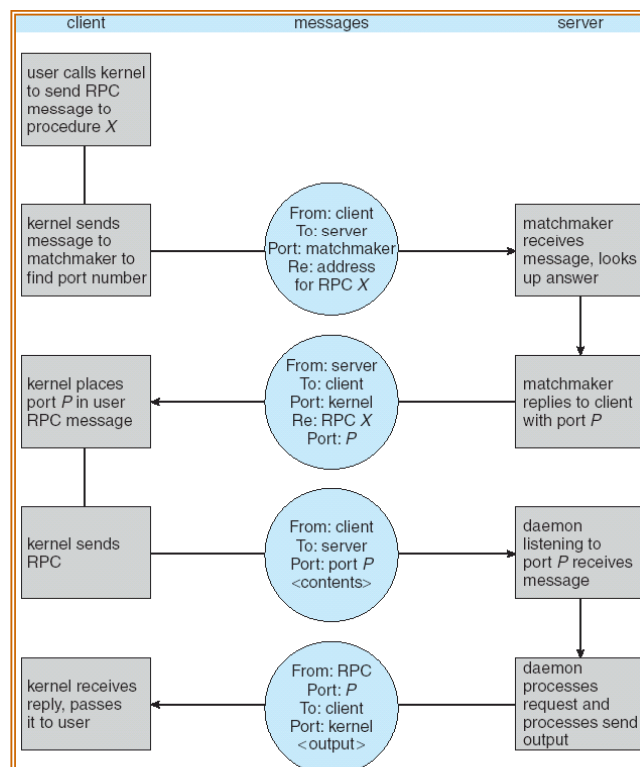 client messages server
user calls kernel
to send RPC
message to
procedure X
kernel sends
message to
matchmaker to
find port number
From: client
To: server
Port: matchmaker
Re: address
for RPC X
matchmaker
receives
message, looks
up answer
kernel places
port P in user
RPC message
From: server
To: client
Port: kernel
Re: RPC X
Port: P
matchmaker
replies to client
with port P
kernel sends
RPC
From: client
To: server
Port: port P
<contents>
daemon
listening to
port P receives
message
kernel receives
reply, passes
it to user
From: RPC
Port: P
To: client
Port: kernel
<output>
daemon
processes
request and
processes send
output